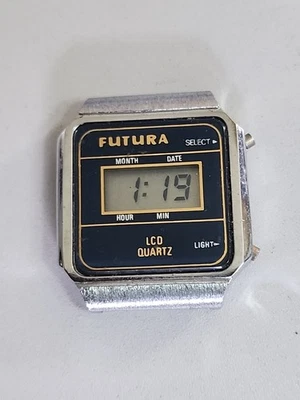 FUTURA
SELECT
MONTH DATE
1:19
HOUR MIN
LCD
QUARTZ
LIGHT